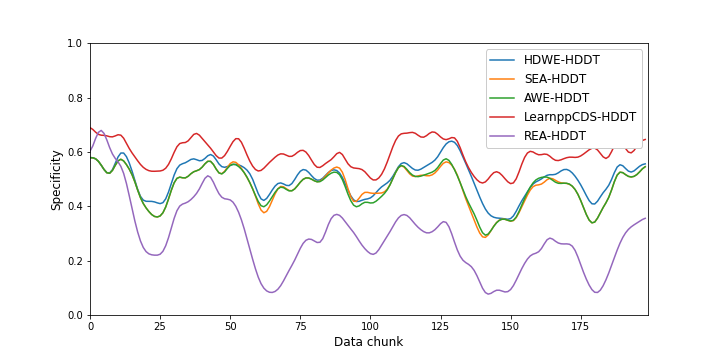 1.0
0.8
0.6
0.4
0.2
0.0
Specificity
0 25 50 75 100 125 150 175
Data chunk
HDWE-HDDT
SEA-HDDT
AWE-HDDT
LearnppCDS-HDDT
REA-HDDT